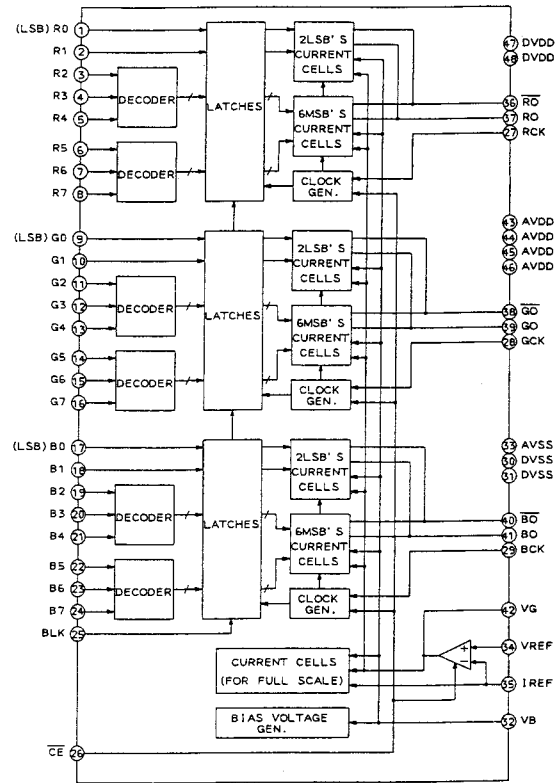 (LSB) R0 1
R1 2
R2 3
R3 4
R4 5
R5 6
R6 7
R7 8
DECODER
DECODER
LATCHES
2LSB'S
CURRENT
CELLS
6MSB'S
CURRENT
CELLS
CLOCK
GEN.
47 DVDD
48 DVDD
36 R̅O̅
37 RO
27 RCK
(LSB) G0 9
G1 10
G2 11
G3 12
G4 13
G5 14
G6 15
G7 16
DECODER
DECODER
LATCHES
2LSB'S
CURRENT
CELLS
6MSB'S
CURRENT
CELLS
CLOCK
GEN.
43 AVDD
44 AVDD
45 AVDD
46 AVDD
38 G̅O̅
39 GO
28 GCK
(LSB) B0 17
B1 18
B2 19
B3 20
B4 21
B5 22
B6 23
B7 24
BLK 25
DECODER
DECODER
LATCHES
2LSB'S
CURRENT
CELLS
6MSB'S
CURRENT
CELLS
CLOCK
GEN.
33 AVSS
30 DVSS
31 DVSS
40 B̅O̅
41 BO
29 BCK
42 VG
34 VREF
35 IREF
32 VB
+
−
CURRENT CELLS
(FOR FULL SCALE)
BIAS VOLTAGE
GEN.
C̅E̅ 26